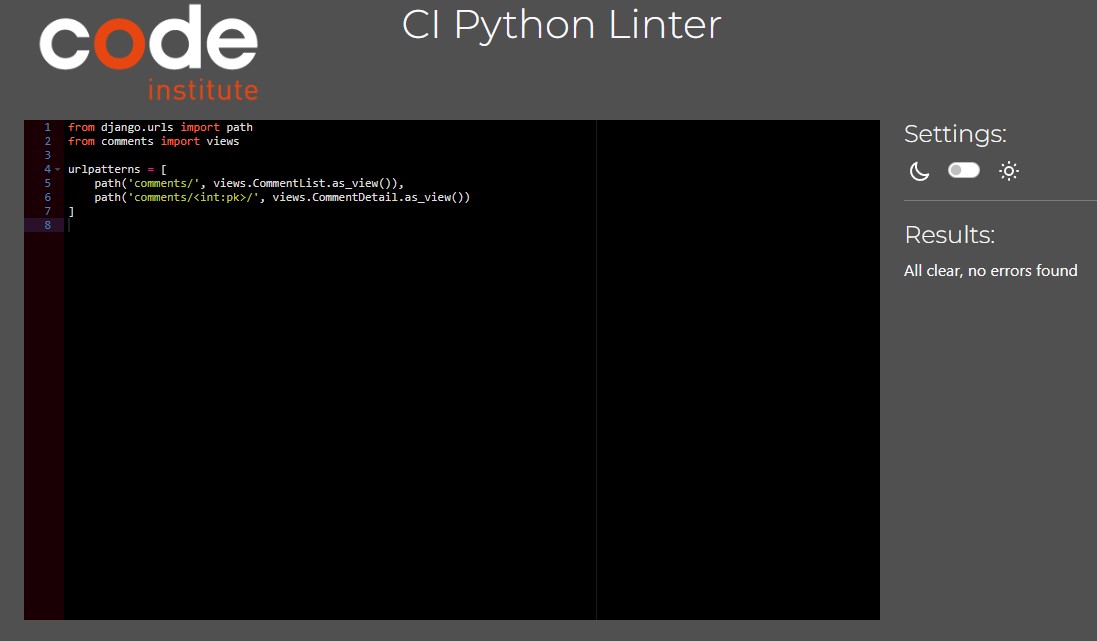 code
institute
CI Python Linter
1 from django.urls import path
2 from comments import views
3
4 urlpatterns = [
5     path('comments/', views.CommentList.as_view()),
6     path('comments/<int:pk>/', views.CommentDetail.as_view())
7 ]
8
Settings:
Results:
All clear, no errors found